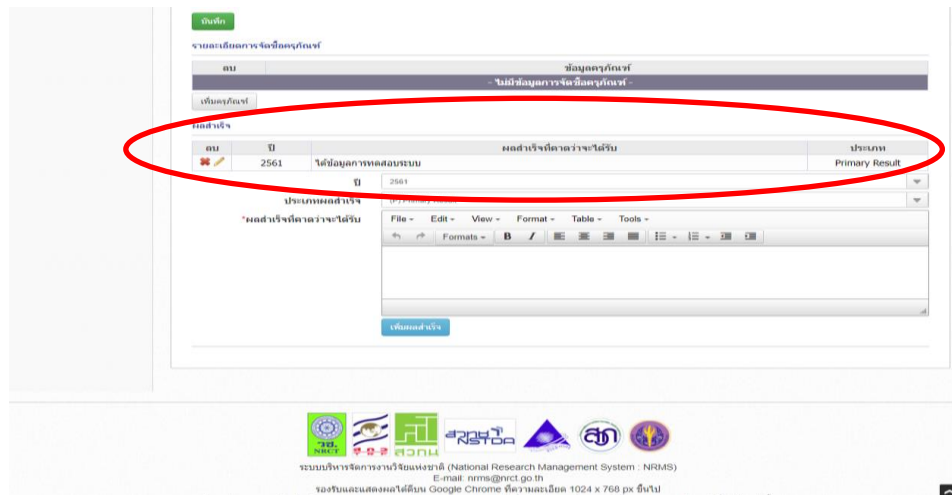 บันทึก
รายละเอียดการจัดซื้อครุภัณฑ์
ลบ ข้อมูลครุภัณฑ์
- ไม่มีข้อมูลการจัดซื้อครุภัณฑ์ -
เพิ่มครุภัณฑ์
ผลสำเร็จ
ลบ ปี ผลสำเร็จที่คาดว่าจะได้รับ ประเภท
2561 ได้ข้อมูลการทดสอบระบบ Primary Result
ปี 2561
ประเภทผลสำเร็จ (P) Primary Result
*ผลสำเร็จที่คาดว่าจะได้รับ File Edit View Format Table Tools
Formats B I
เพิ่มผลสำเร็จ
วช. NRCT สวทน สวทช NSTDA สกว
ระบบบริหารจัดการงานวิจัยแห่งชาติ (National Research Management System : NRMS)
E-mail: nrms@nrct.go.th
รองรับและแสดงผลได้ดีบน Google Chrome ที่ความละเอียด 1024 x 768 px ขึ้นไป